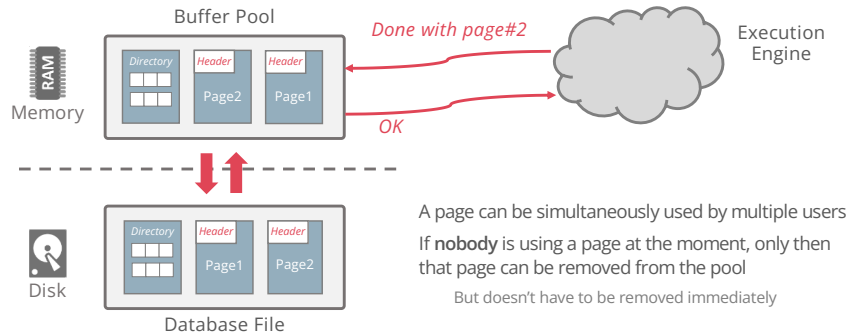 Buffer Pool
Done with page#2
Execution
Engine
Directory
Header
Header
RAM
Page2
Page1
Memory
OK
A page can be simultaneously used by multiple users
If nobody is using a page at the moment, only then
that page can be removed from the pool
But doesn't have to be removed immediately
Directory
Header
Header
Page1
Page2
Disk
Database File